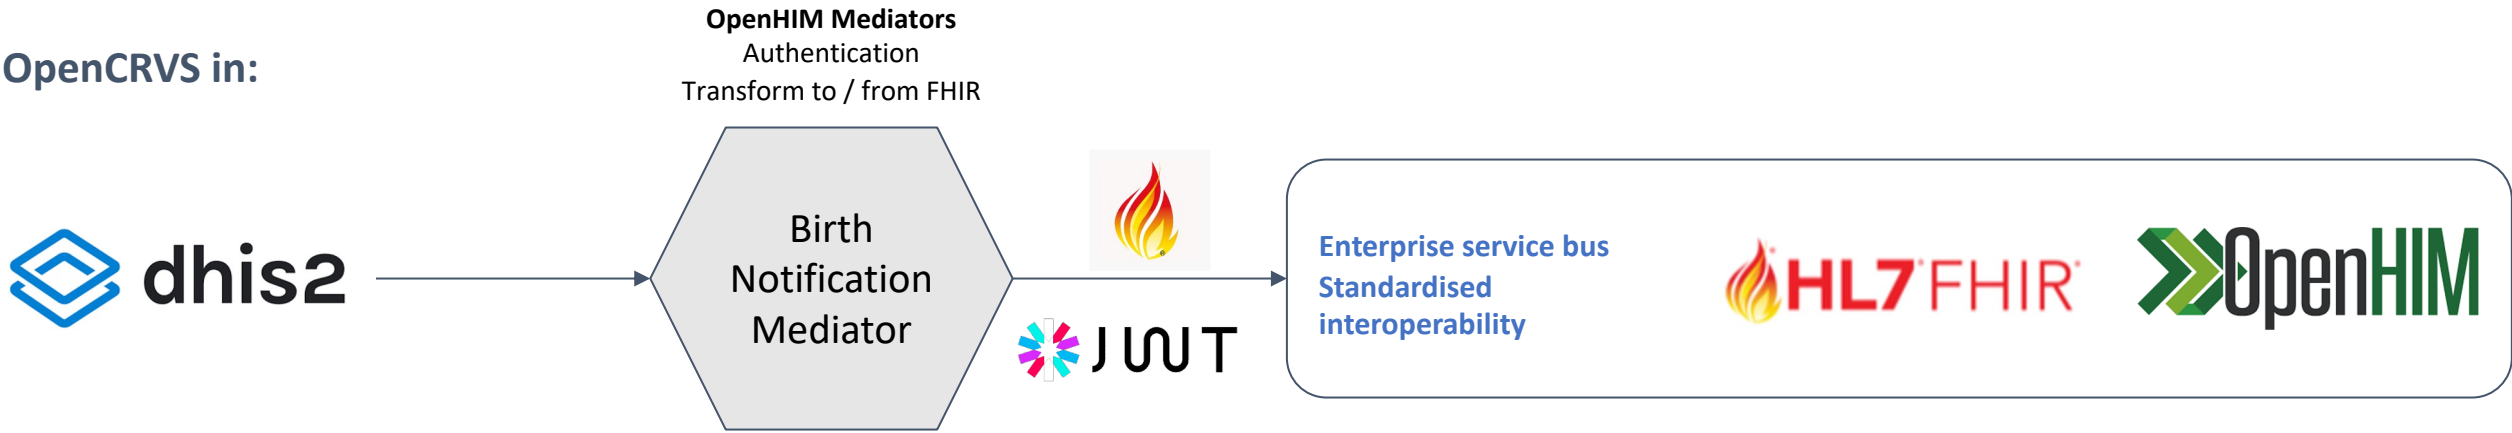 OpenHIM Mediators
Authentication
Transform to / from FHIR
OpenCRVS in:
dhis2
Birth
Notification
Mediator
JWT
Enterprise service bus
Standardised
interoperability
HL7 FHIR
OpenHIM